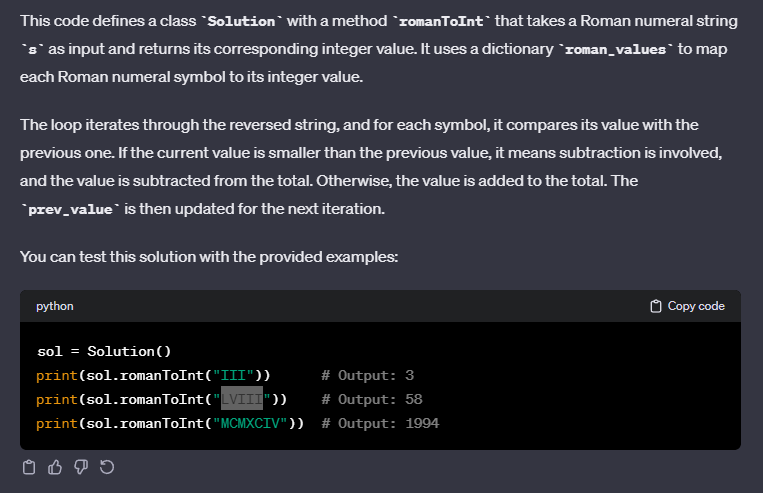 This code defines a class `Solution` with a method `romanToInt` that takes a Roman numeral string
`s` as input and returns its corresponding integer value. It uses a dictionary `roman_values` to map
each Roman numeral symbol to its integer value.
The loop iterates through the reversed string, and for each symbol, it compares its value with the
previous one. If the current value is smaller than the previous value, it means subtraction is involved,
and the value is subtracted from the total. Otherwise, the value is added to the total. The
`prev_value` is then updated for the next iteration.
You can test this solution with the provided examples:
python Copy code
sol = Solution()
print(sol.romanToInt("III"))      # Output: 3
print(sol.romanToInt("LVIII"))    # Output: 58
print(sol.romanToInt("MCMXCIV"))  # Output: 1994